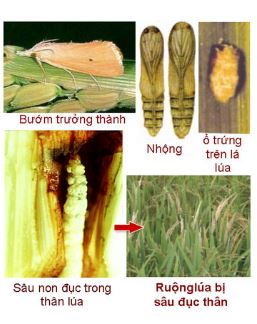 Bướm trưởng thành
Nhộng
ổ trứng
trên lá
lúa
Sâu non đục trong
thân lúa
Ruộnglúa bị
sâu đục thân